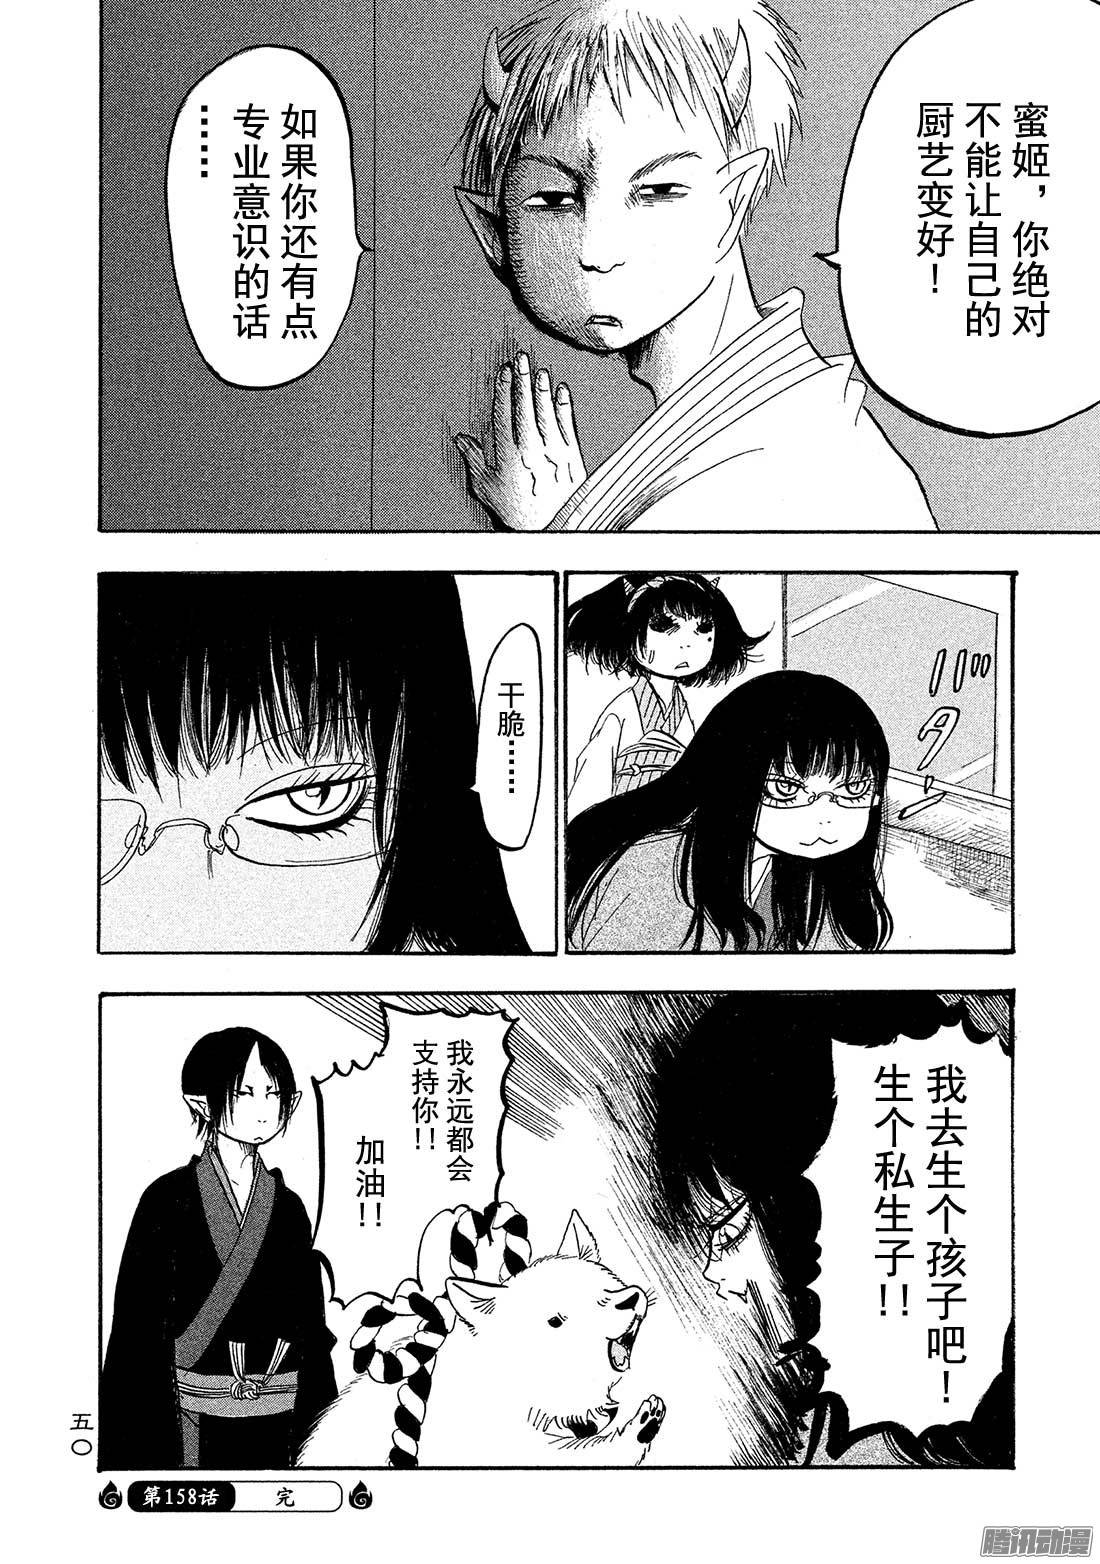 蜜姬，你绝对
不能让自己的
厨艺变好！
如果你还有点
专业意识的话
……
バタン
干脆……
我去生个孩子吧！
生个私生子!!
我永远都会
支持你!!
加油!!
五〇
第158话
完
腾讯动漫